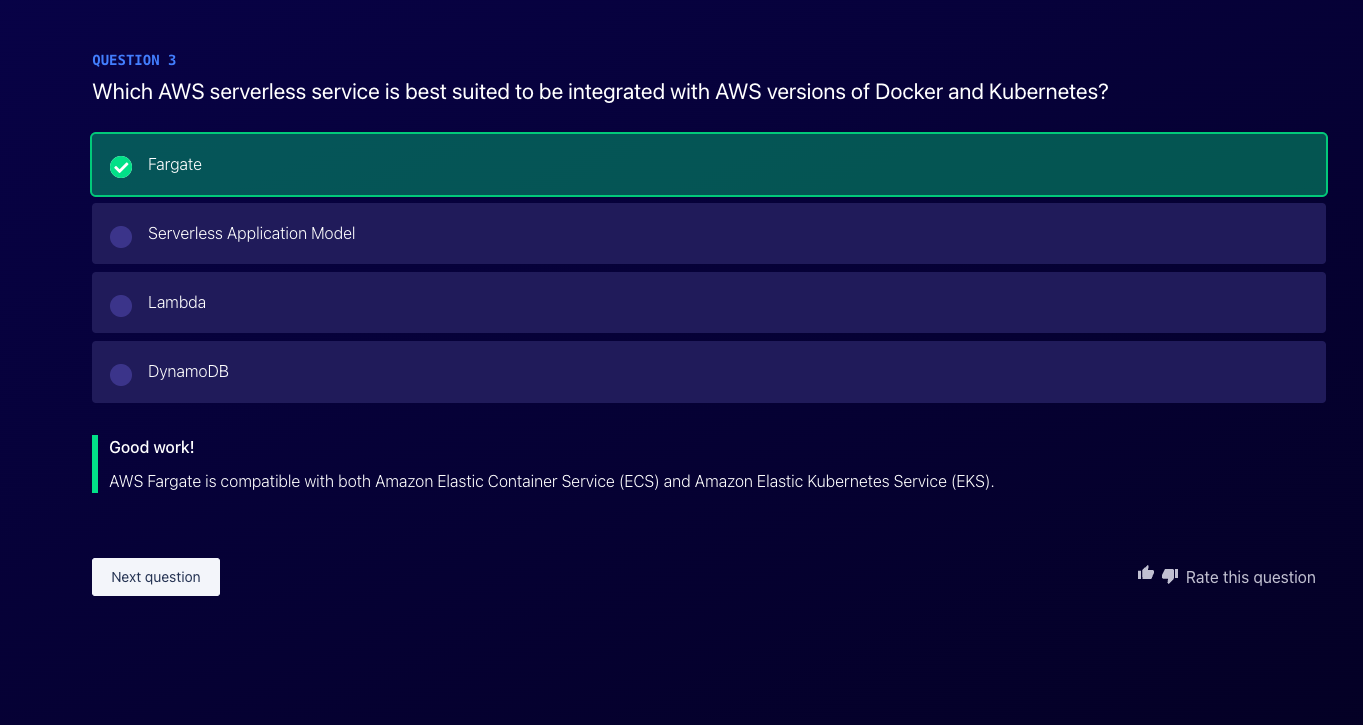 QUESTION 3
Which AWS serverless service is best suited to be integrated with AWS versions of Docker and Kubernetes?
Fargate
Serverless Application Model
Lambda
DynamoDB
Good work!
AWS Fargate is compatible with both Amazon Elastic Container Service (ECS) and Amazon Elastic Kubernetes Service (EKS).
Next question
Rate this question